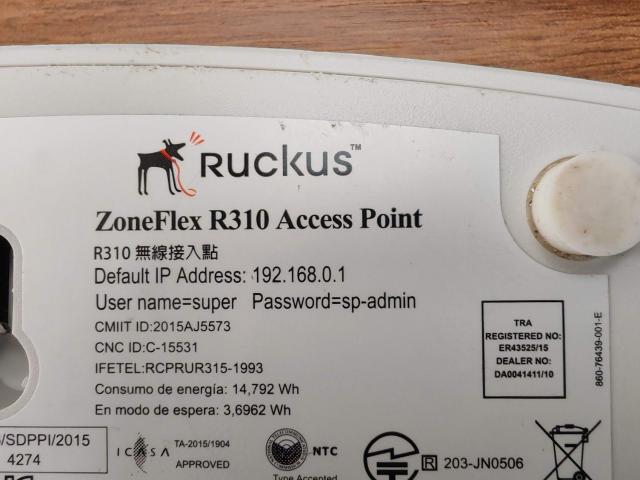 Ruckus™
ZoneFlex R310 Access Point
R310 無線接入點
Default IP Address: 192.168.0.1
User name=super Password=sp-admin
CMIIT ID:2015AJ5573
CNC ID:C-15531
IFETEL:RCPRUR315-1993
Consumo de energía: 14,792 Wh
En modo de espera: 3,6962 Wh
TRA
REGISTERED NO:
ER43525/15
DEALER NO:
DA0041411/10
860-76439-001-E
/SDPPI/2015
4274
ICASA
TA-2015/1904
APPROVED
NTC
Type Accepted
R 203-JN0506